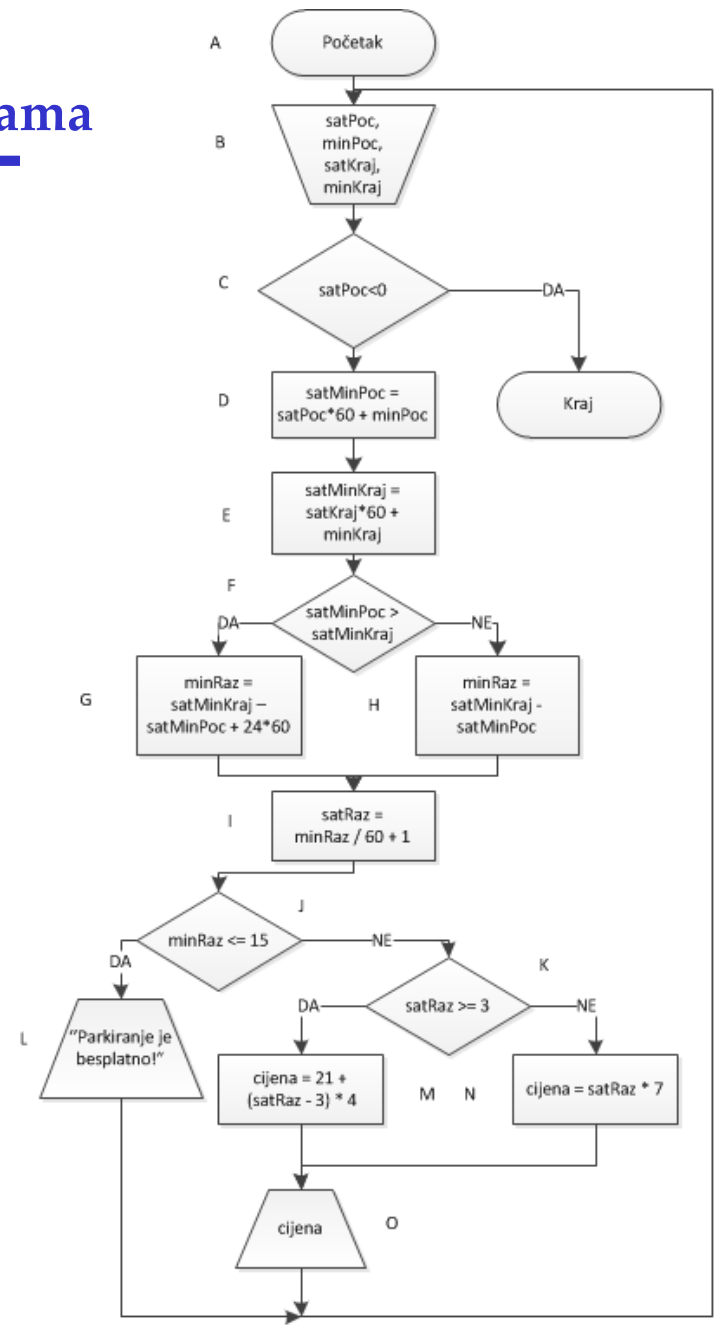 A
Početak
ama
B
satPoc,
minPoc,
satKraj,
minKraj
C
satPoc<0
DA
D
satMinPoc =
satPoc*60 + minPoc
Kraj
E
satMinKraj =
satKraj*60 +
minKraj
F
satMinPoc >
satMinKraj
DA
NE
G
minRaz =
satMinKraj –
satMinPoc + 24*60
H
minRaz =
satMinKraj -
satMinPoc
I
satRaz =
minRaz / 60 + 1
J
minRaz <= 15
DA
NE
K
satRaz >= 3
DA
NE
L
”Parkiranje je
besplatno!”
cijena = 21 +
(satRaz - 3) * 4
M
N
cijena = satRaz * 7
cijena
O